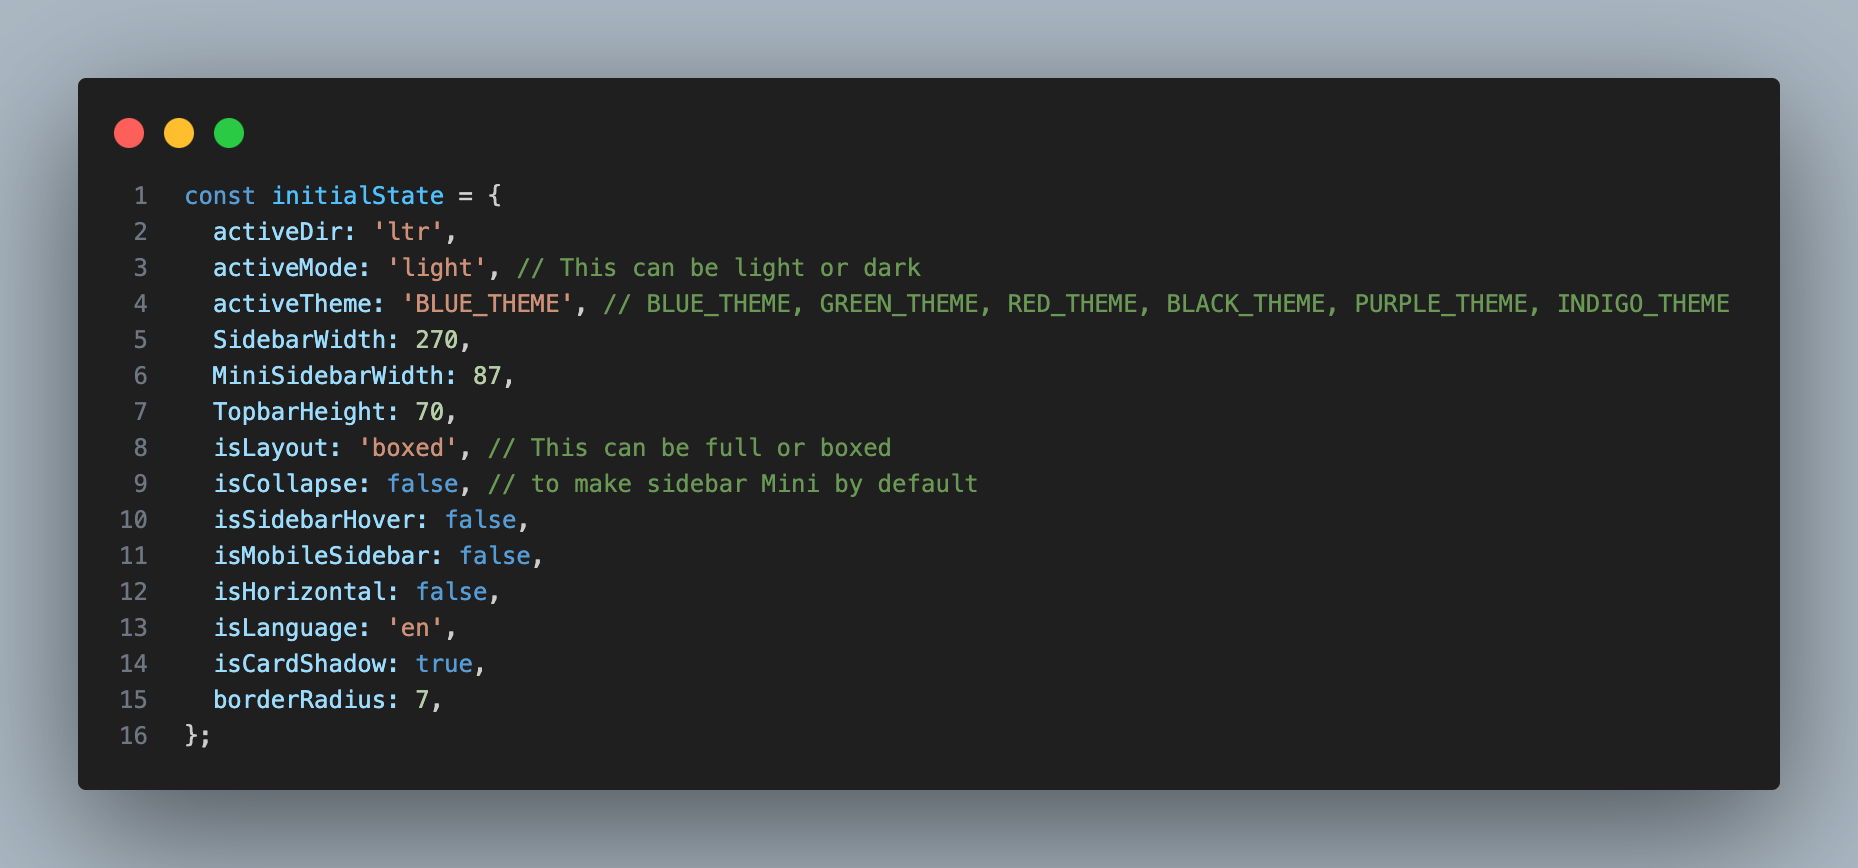 1 const initialState = {
2 activeDir: 'ltr',
3 activeMode: 'light', // This can be light or dark
4 activeTheme: 'BLUE_THEME', // BLUE_THEME, GREEN_THEME, RED_THEME, BLACK_THEME, PURPLE_THEME, INDIGO_THEME
5 SidebarWidth: 270,
6 MiniSidebarWidth: 87,
7 TopbarHeight: 70,
8 isLayout: 'boxed', // This can be full or boxed
9 isCollapse: false, // to make sidebar Mini by default
10 isSidebarHover: false,
11 isMobileSidebar: false,
12 isHorizontal: false,
13 isLanguage: 'en',
14 isCardShadow: true,
15 borderRadius: 7,
16 };